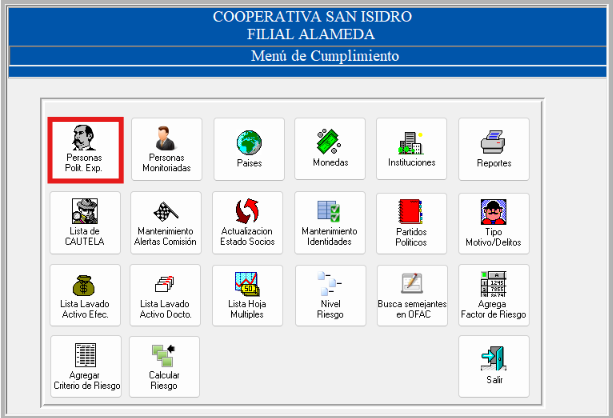 COOPERATIVA SAN ISIDRO
FILIAL ALAMEDA
Menú de Cumplimiento
Personas
Polit. Exp.
Personas
Monitoriadas
Paises
Monedas
Instituciones
Reportes
Lista de
CAUTELA
Mantenimiento
Alertas Comisión
Actualizacion
Estado Socios
Mantenimiento
Identidades
Partidos
Políticos
Tipo
Motivo/Delitos
Lista Lavado
Activo Efec.
Lista Lavado
Activo Docto.
Lista Hoja
Multiples
Nivel
Riesgo
Busca semejantes
en OFAC
Agrega
Factor de Riesgo
Agregar
Criterio de Riesgo
Calcular
Riesgo
Salir